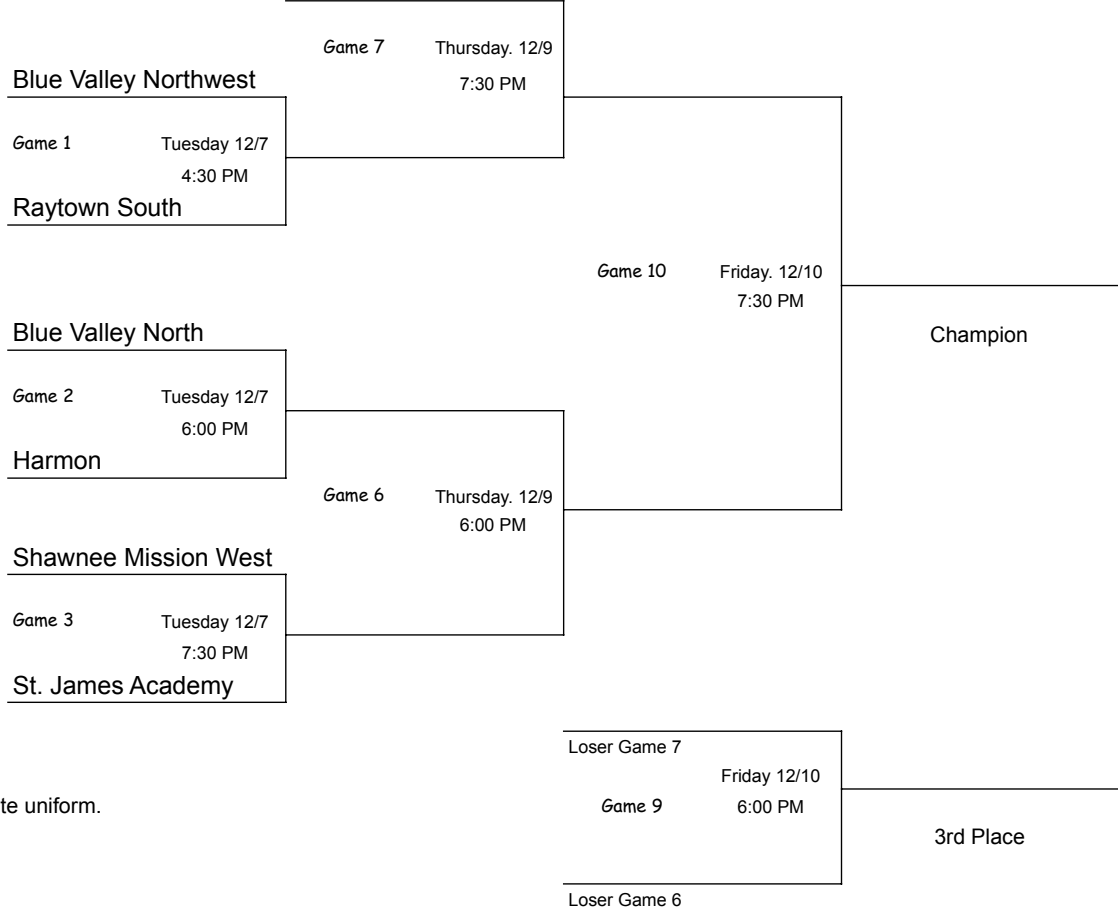 Game 7 Thursday. 12/9
Blue Valley Northwest
7:30 PM
Game 1 Tuesday 12/7
4:30 PM
Raytown South
Game 10 Friday. 12/10
7:30 PM
Blue Valley North
Champion
Game 2 Tuesday 12/7
6:00 PM
Harmon
Game 6 Thursday. 12/9
6:00 PM
Shawnee Mission West
Game 3 Tuesday 12/7
7:30 PM
St. James Academy
Loser Game 7
Friday 12/10
te uniform.
Game 9 6:00 PM
3rd Place
Loser Game 6